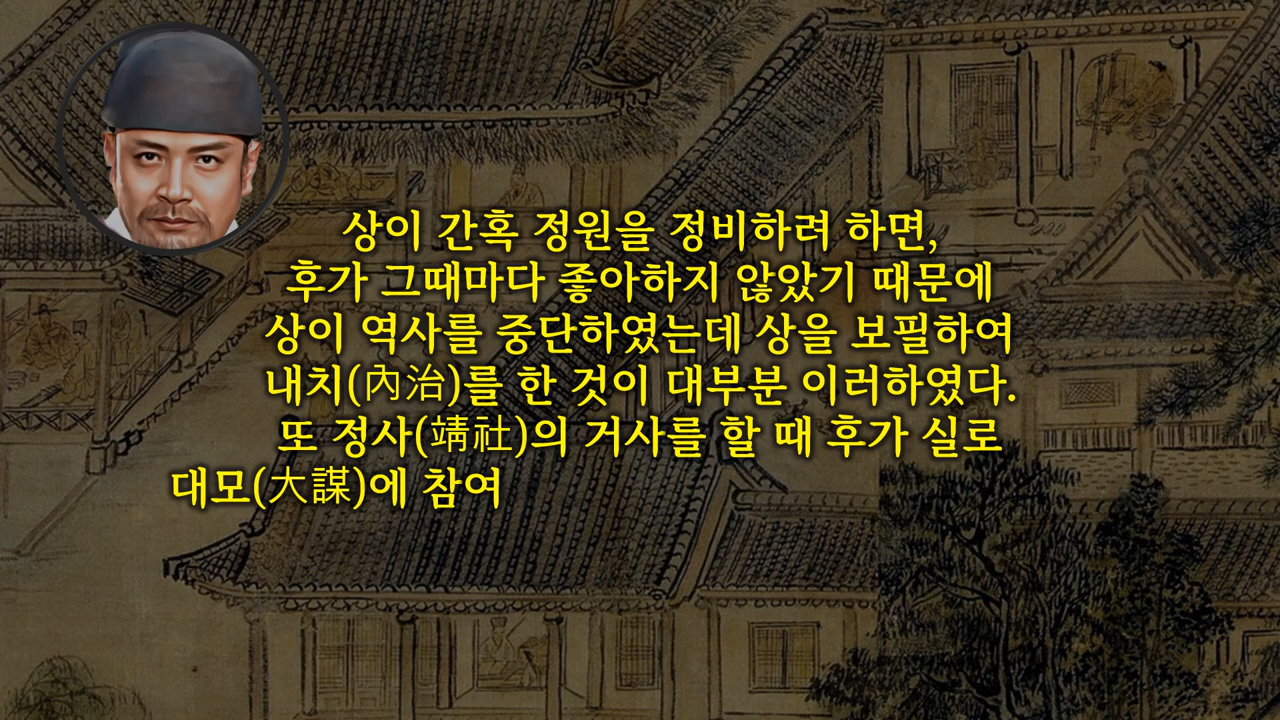 상이 간혹 정원을 정비하려 하면,
후가 그때마다 좋아하지 않았기 때문에
상이 역사를 중단하였는데 상을 보필하여
내치(內治)를 한 것이 대부분 이러하였다.
또 정사(靖社)의 거사를 할 때 후가 실로
대모(大謀)에 참여